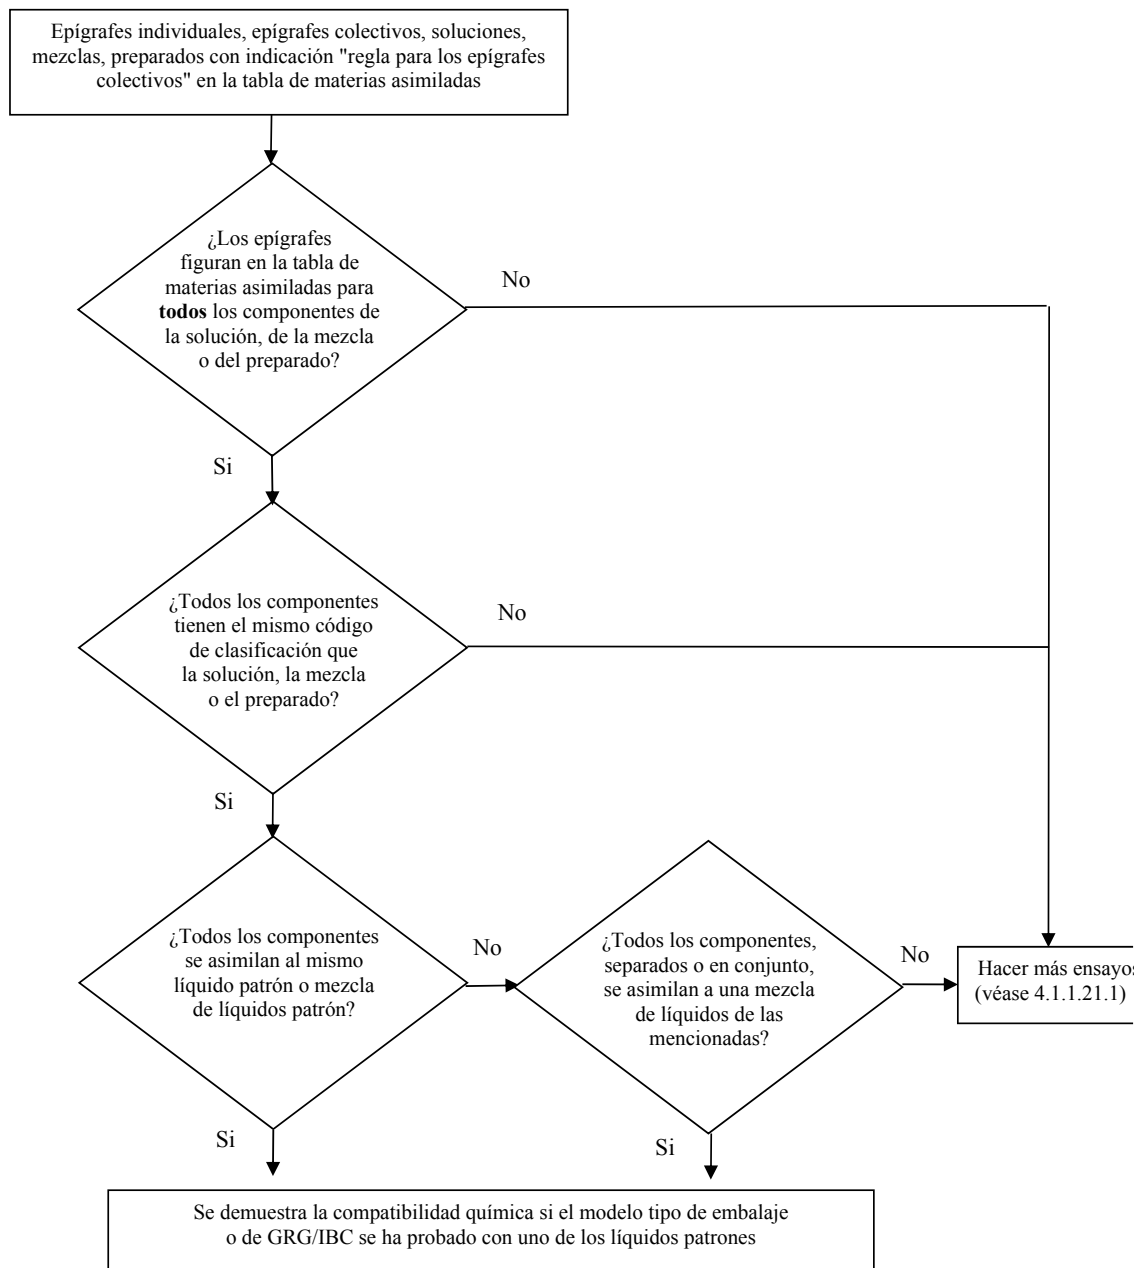 Epígrafes individuales, epígrafes colectivos, soluciones,
mezclas, preparados con indicación "regla para los epígrafes
colectivos" en la tabla de materias asimiladas
¿Los epígrafes
figuran en la tabla de
materias asimiladas para
todos los componentes de
la solución, de la mezcla
o del preparado?
No
Si
¿Todos los componentes
tienen el mismo código
de clasificación que
la solución, la mezcla
o el preparado?
No
Si
¿Todos los componentes
se asimilan al mismo
líquido patrón o mezcla
de líquidos patrón?
No
¿Todos los componentes,
separados o en conjunto,
se asimilan a una mezcla
de líquidos de las
mencionadas?
No
Hacer más ensayos
(véase 4.1.1.21.1)
Si
Si
Se demuestra la compatibilidad química si el modelo tipo de embalaje
o de GRG/IBC se ha probado con uno de los líquidos patrones